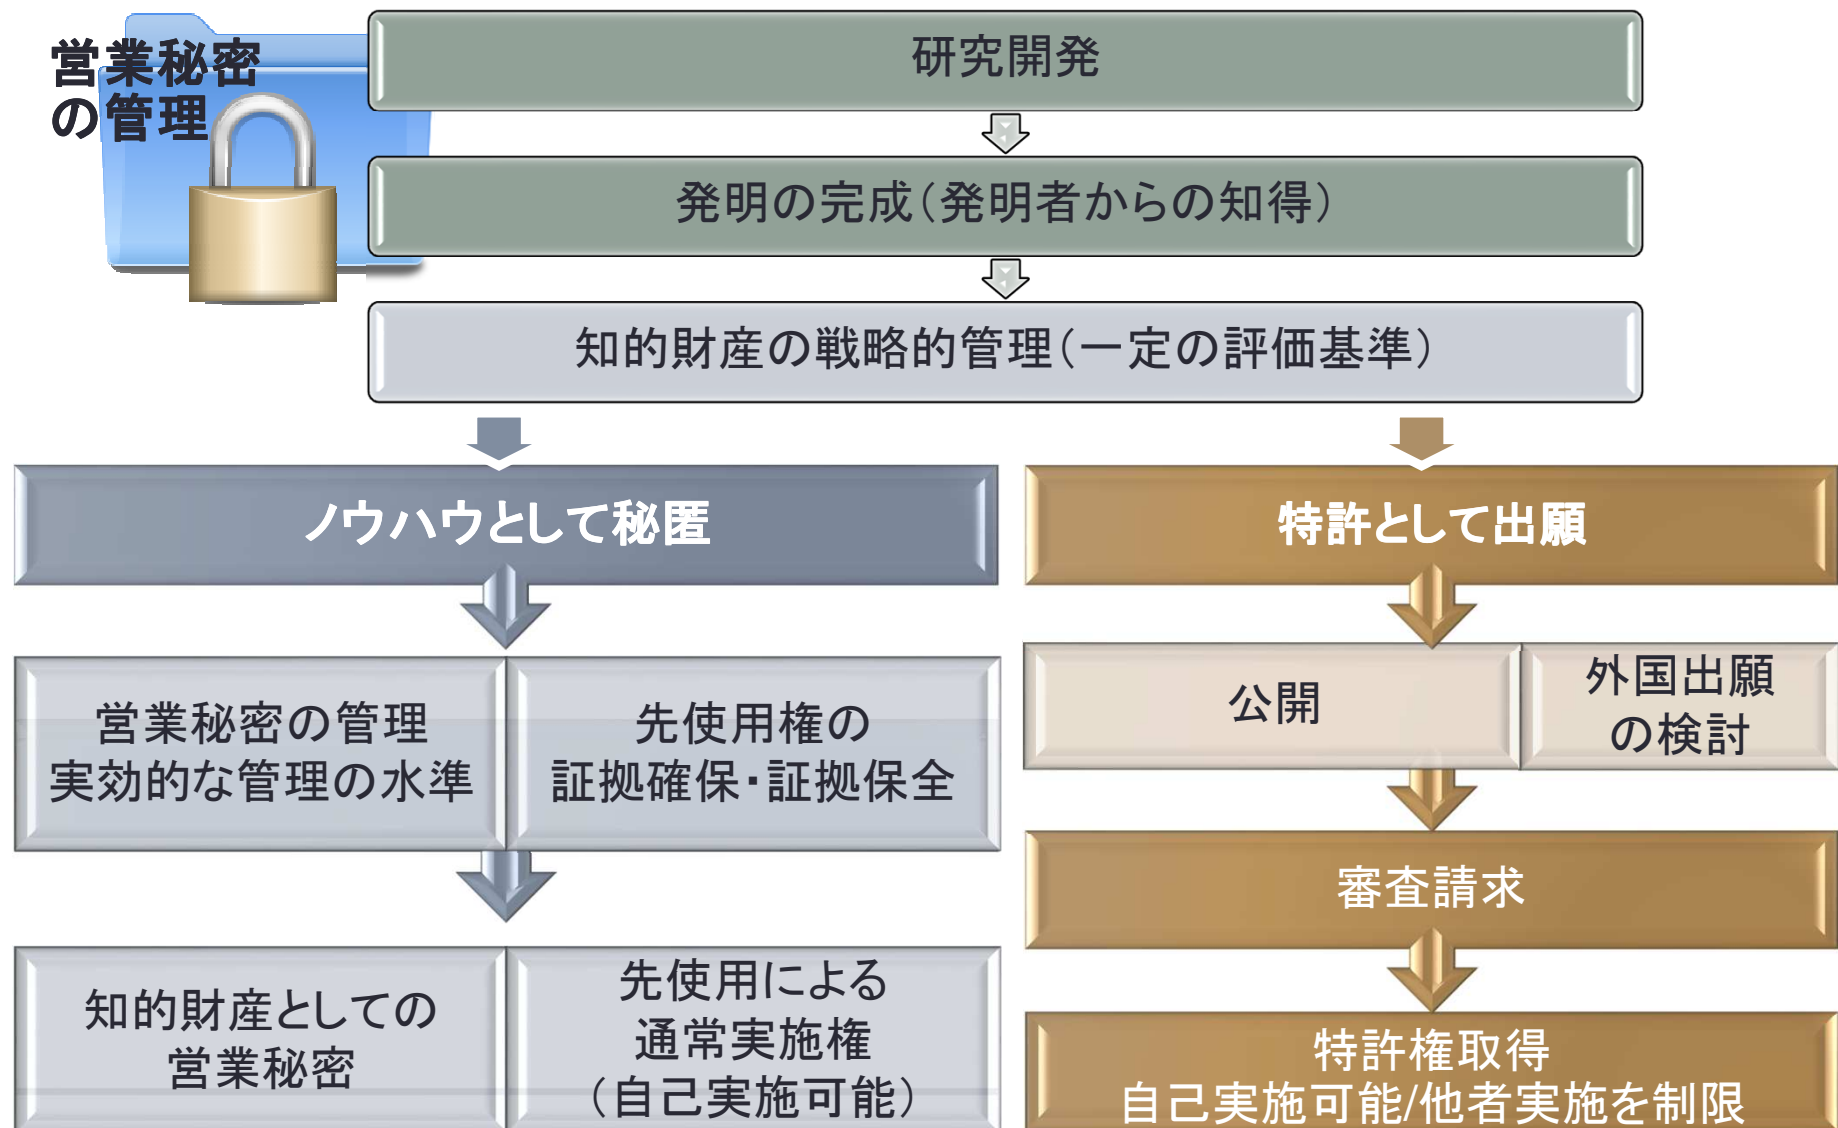 営業秘密
の管理
研究開発
発明の完成（発明者からの知得）
知的財産の戦略的管理（一定の評価基準）
ノウハウとして秘匿
営業秘密の管理
実効的な管理の水準
先使用権の
証拠確保・証拠保全
知的財産としての
営業秘密
先使用による
通常実施権
（自己実施可能）
特許として出願
公開
外国出願
の検討
審査請求
特許権取得
自己実施可能/他者実施を制限